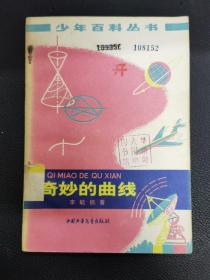 少年百科丛书
108152
开
QI MIAO DE QU XIAN
奇妙的曲线
李毓佩著
中国少年儿童出版社